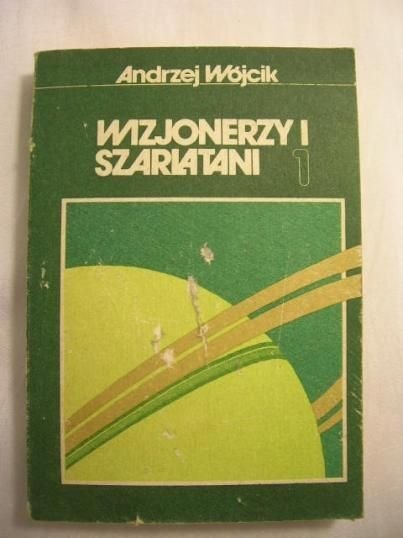 Andrzej Wójcik
WIZJONERZY I
SZARLATANI 1